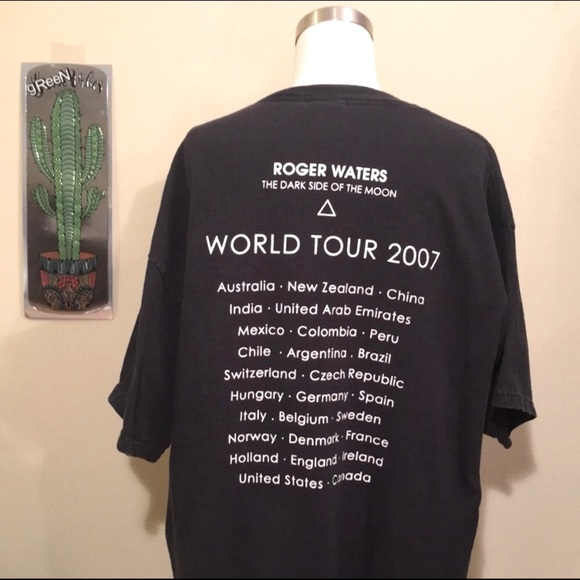 gReeN
ROGER WATERS
THE DARK SIDE OF THE MOON
WORLD TOUR 2007
Australia · New Zealand · China
India · United Arab Emirates
Mexico · Colombia · Peru
Chile · Argentina . Brazil
Switzerland · Czech Republic
Hungary · Germany · Spain
Italy · Belgium · Sweden
Norway · Denmark · France
Holland · England · Ireland
United States · Canada